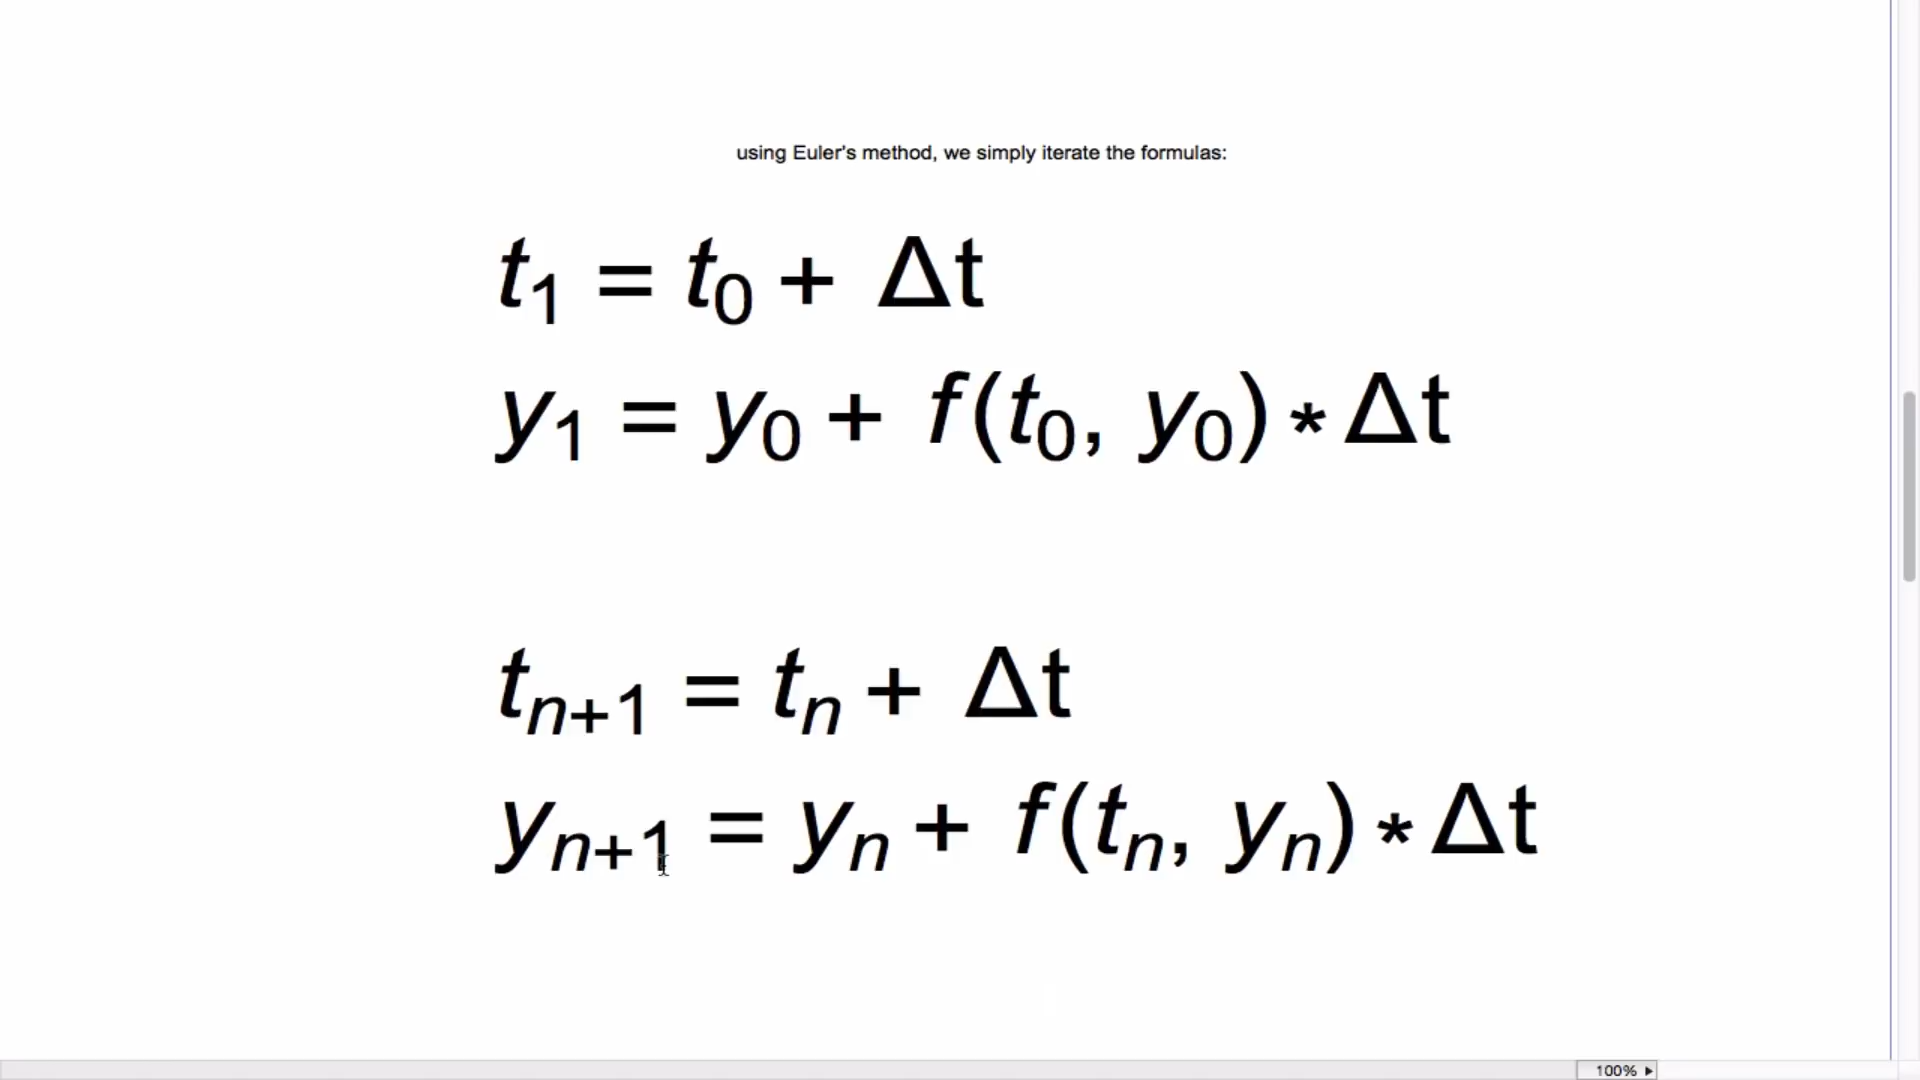 using Euler's method, we simply iterate the formulas:
t₁ = t₀ + Δt
y₁ = y₀ + f(t₀, y₀) * Δt
tₙ₊₁ = tₙ + Δt
yₙ₊₁ = yₙ + f(tₙ, yₙ) * Δt
100%